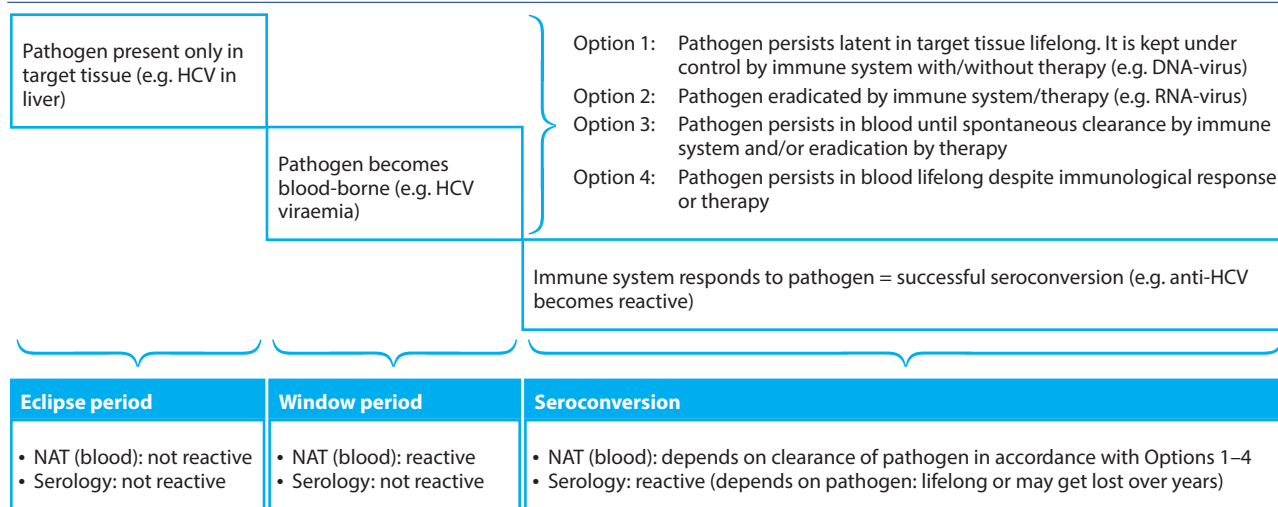 Pathogen present only in
target tissue (e.g. HCV in
liver)
Pathogen becomes
blood-borne (e.g. HCV
viraemia)
Option 1: Pathogen persists latent in target tissue lifelong. It is kept under
control by immune system with/without therapy (e.g. DNA-virus)
Option 2: Pathogen eradicated by immune system/therapy (e.g. RNA-virus)
Option 3: Pathogen persists in blood until spontaneous clearance by immune
system and/or eradication by therapy
Option 4: Pathogen persists in blood lifelong despite immunological response
or therapy
Immune system responds to pathogen = successful seroconversion (e.g. anti-HCV
becomes reactive)
Eclipse period
• NAT (blood): not reactive
• Serology: not reactive
Window period
• NAT (blood): reactive
• Serology: not reactive
Seroconversion
• NAT (blood): depends on clearance of pathogen in accordance with Options 1–4
• Serology: reactive (depends on pathogen: lifelong or may get lost over years)